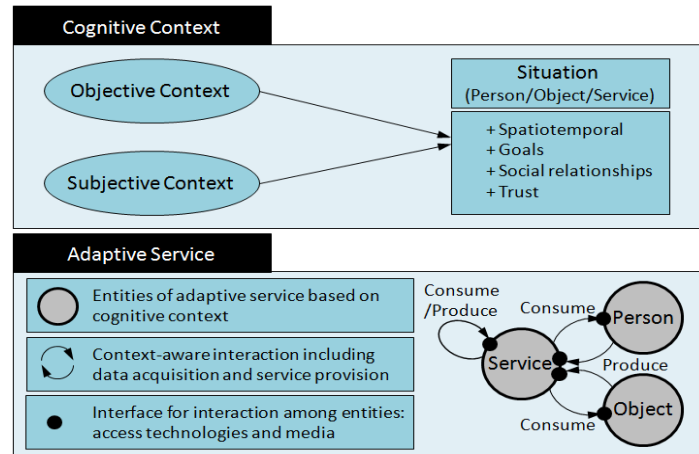 Cognitive Context
Objective Context
Subjective Context
Situation
(Person/Object/Service)
+ Spatiotemporal
+ Goals
+ Social relationships
+ Trust
Adaptive Service
Entities of adaptive service based on
cognitive context
Context-aware interaction including
data acquisition and service provision
Interface for interaction among entities:
access technologies and media
Consume
/Produce
Consume
Person
Service
Produce
Object
Consume